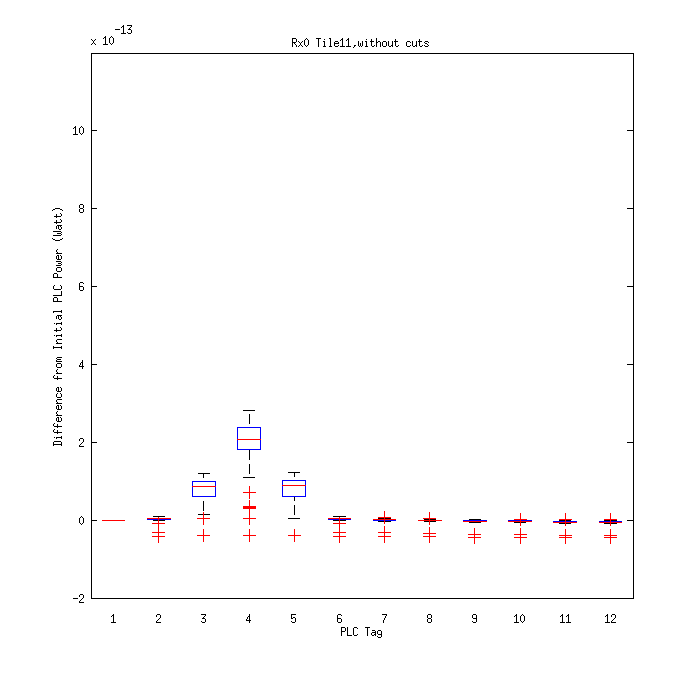 x 10-13
Rx0 Tile11,without cuts
10
8
6
4
2
0
-2
Difference from Initial PLC Power (Watt)
1 2 3 4 5 6 7 8 9 10 11 12
PLC Tag